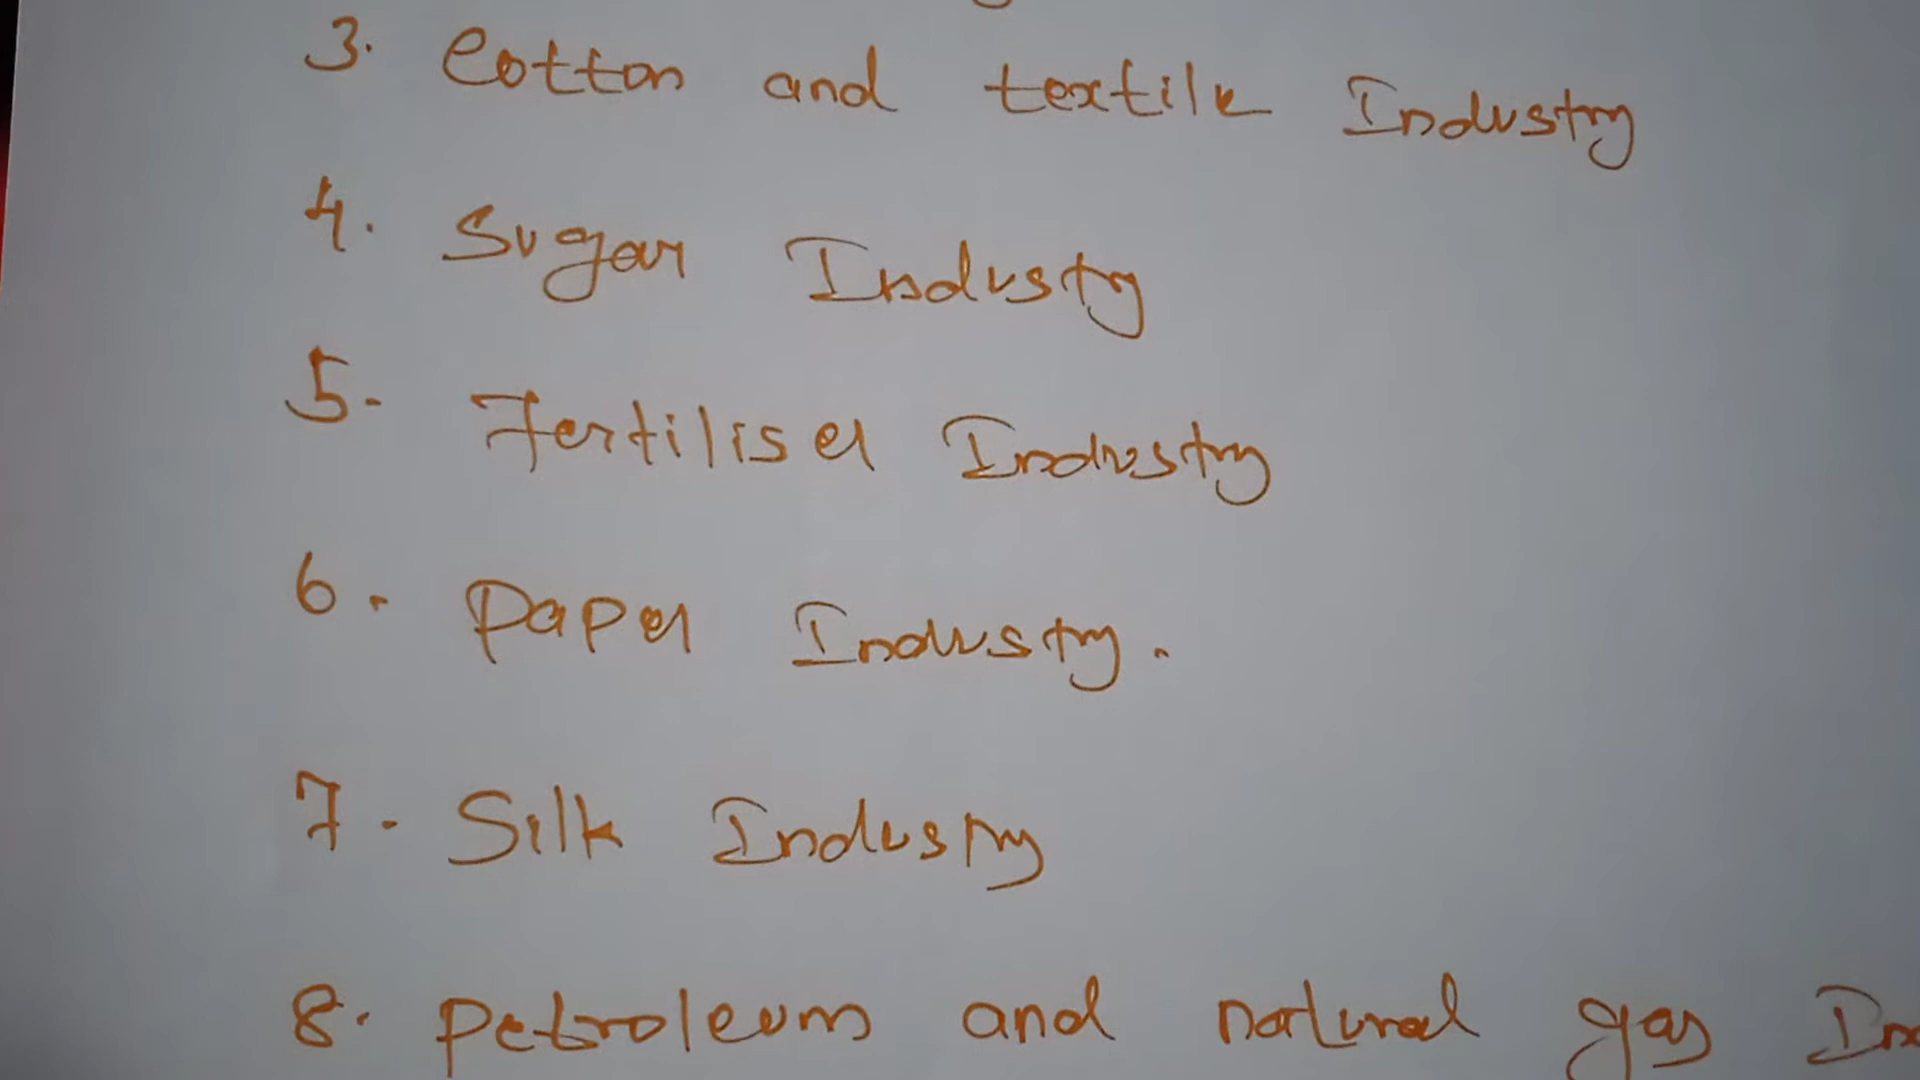 3. Cotton and textile Industry
4. Sugar Industry
5. Fertiliser Industry
6. Paper Industry.
7. Silk Industry
8. petroleum and natural gas